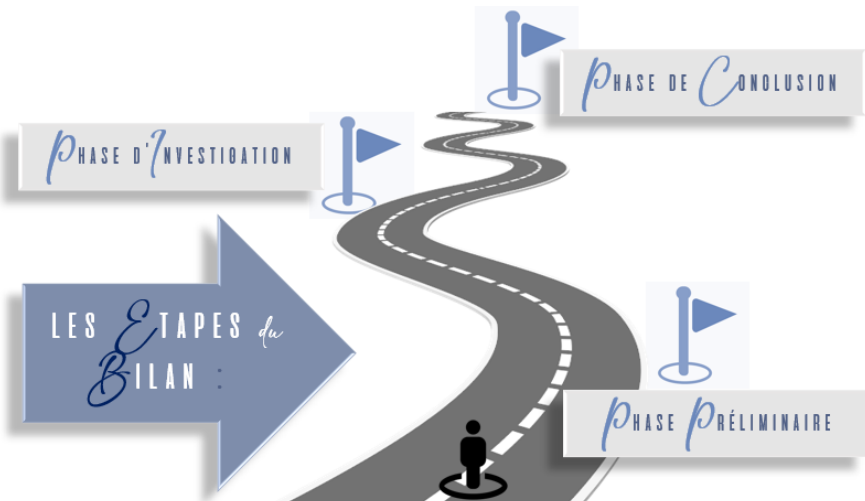 Phase de Conclusion
Phase d'Investigation
LES Etapes du
Bilan :
Phase Préliminaire